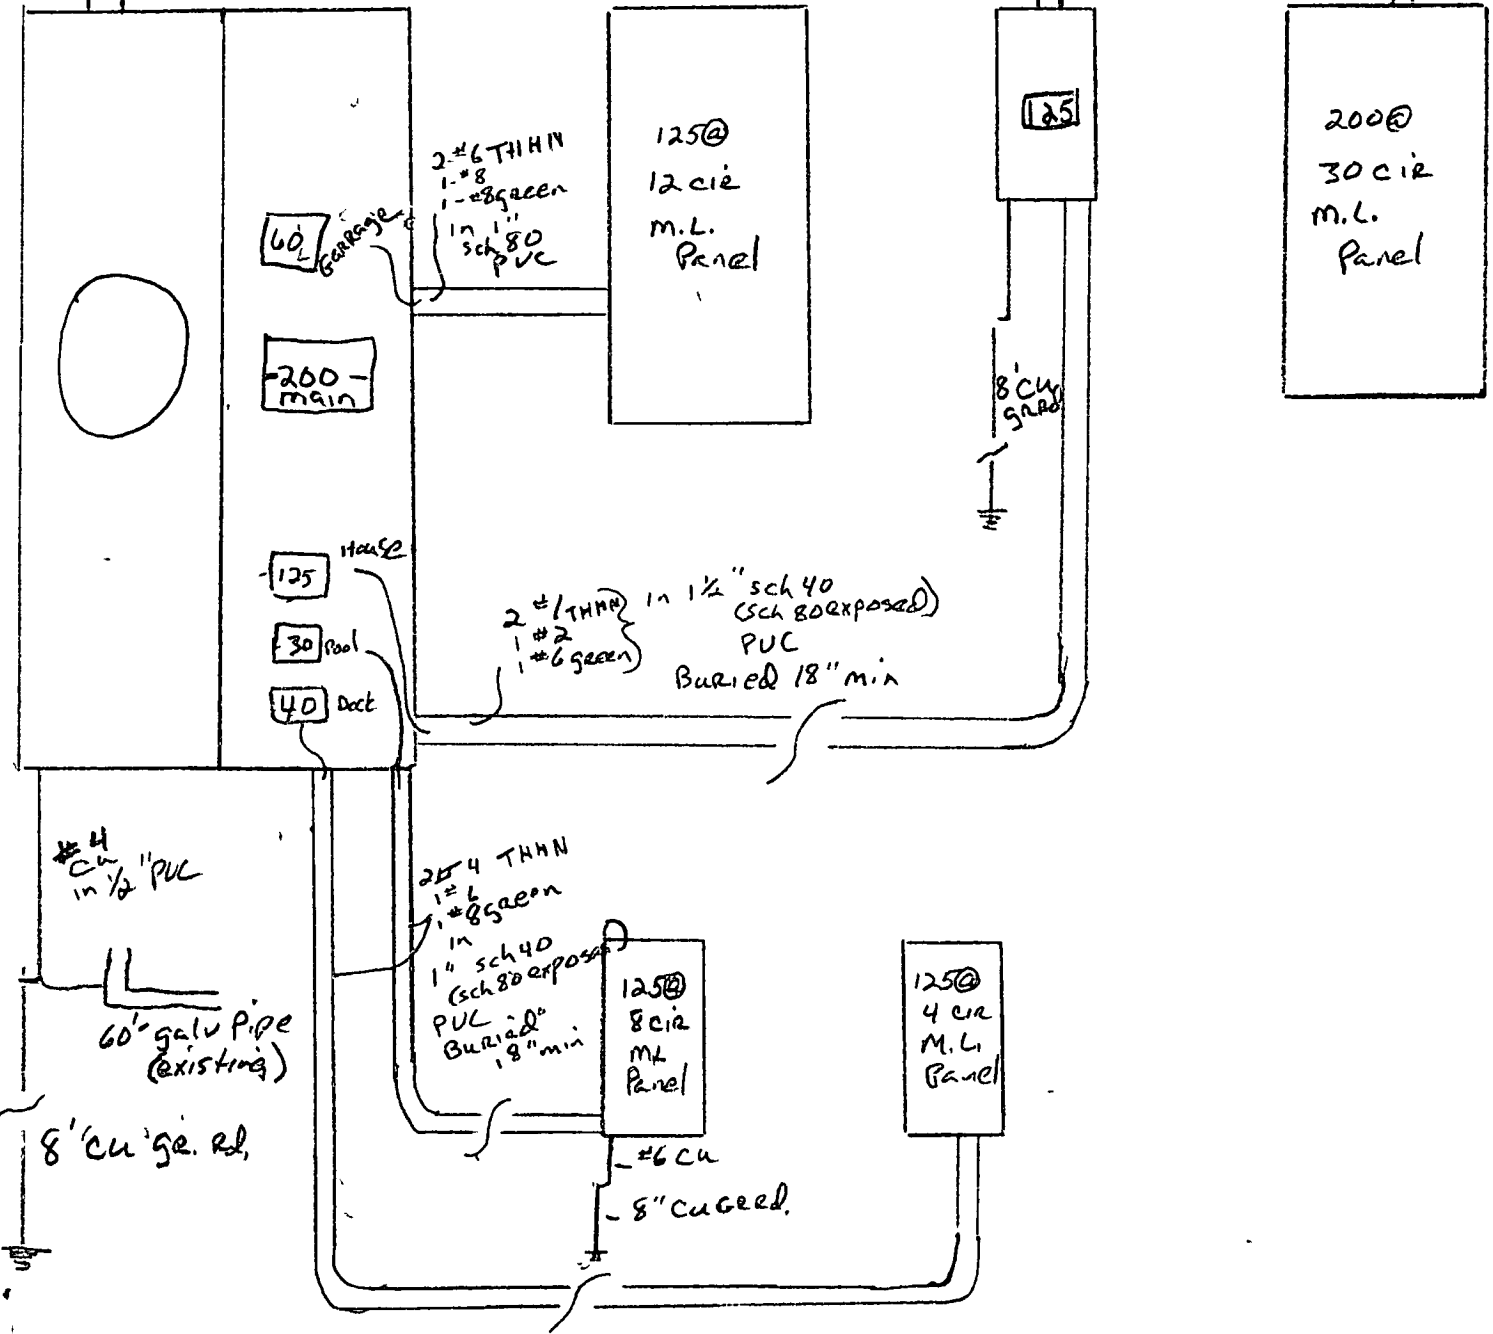 2-#6 THHN
1-#8
1-#8green
in 1"
sch 80
PVC
60
GARRAgE
-200-
main
125
House
30
Pool
40
Dock
125@
12 cir
M.L.
Panel
125
200@
30 cir
M.L.
Panel
8' CU
GRRd
2 #1 THHN
1 #2
1 #6 green
in 1 1/2" sch 40
(sch 80 exposed)
PVC
Buried 18" min
#4
Cu
in 1/2" PVC
60'- galv Pipe
(existing)
8' cu gr. Rd.
2# 4 THHN
1 # 6
1 #8 green
in
1" sch 40
(sch 80 exposed
PVC
Buried
18" min
125@
8 cir
ML
Panel
#6 CU
8" Cu GRRd.
125@
4 CIR
M.L.
Panel